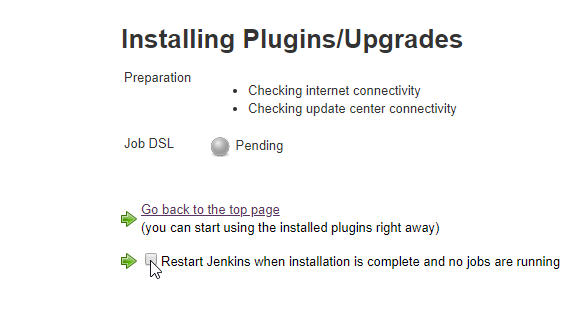 Installing Plugins/Upgrades
Preparation
Checking internet connectivity
Checking update center connectivity
Job DSL
Pending
Go back to the top page
(you can start using the installed plugins right away)
Restart Jenkins when installation is complete and no jobs are running